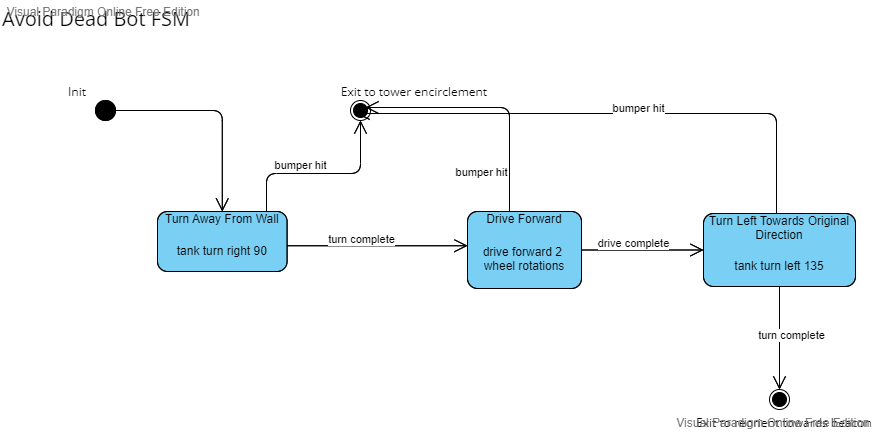 Visual Paradigm Online Free Edition
Avoid Dead Bot FSM
Init
Exit to tower encirclement
bumper hit
bumper hit
bumper hit
Turn Away From Wall
tank turn right 90
turn complete
Drive Forward
drive forward 2
wheel rotations
drive complete
Turn Left Towards Original
Direction
tank turn left 135
turn complete
Visual Paradigm Online Free Edition
Exit to towards beacon